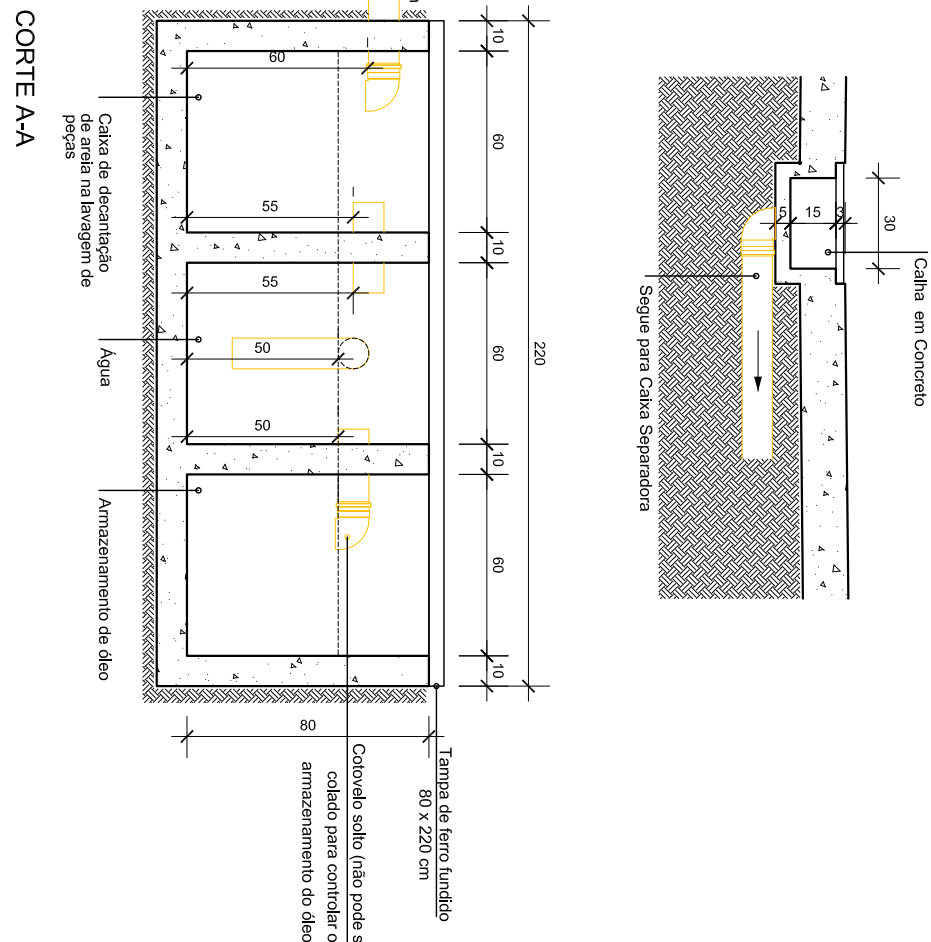 Calha em Concreto
30
5
15
3
Segue para Caixa Separadora
220
10
60
10
60
10
60
10
60
55
55
50
50
80
Caixa de decantação
de areia na lavagem de
peças
Água
Armazenamento de óleo
Tampa de ferro fundido
80 x 220 cm
Cotovelo solto (não pode s
colado para controlar o
armazenamento do óleo
CORTE A-A